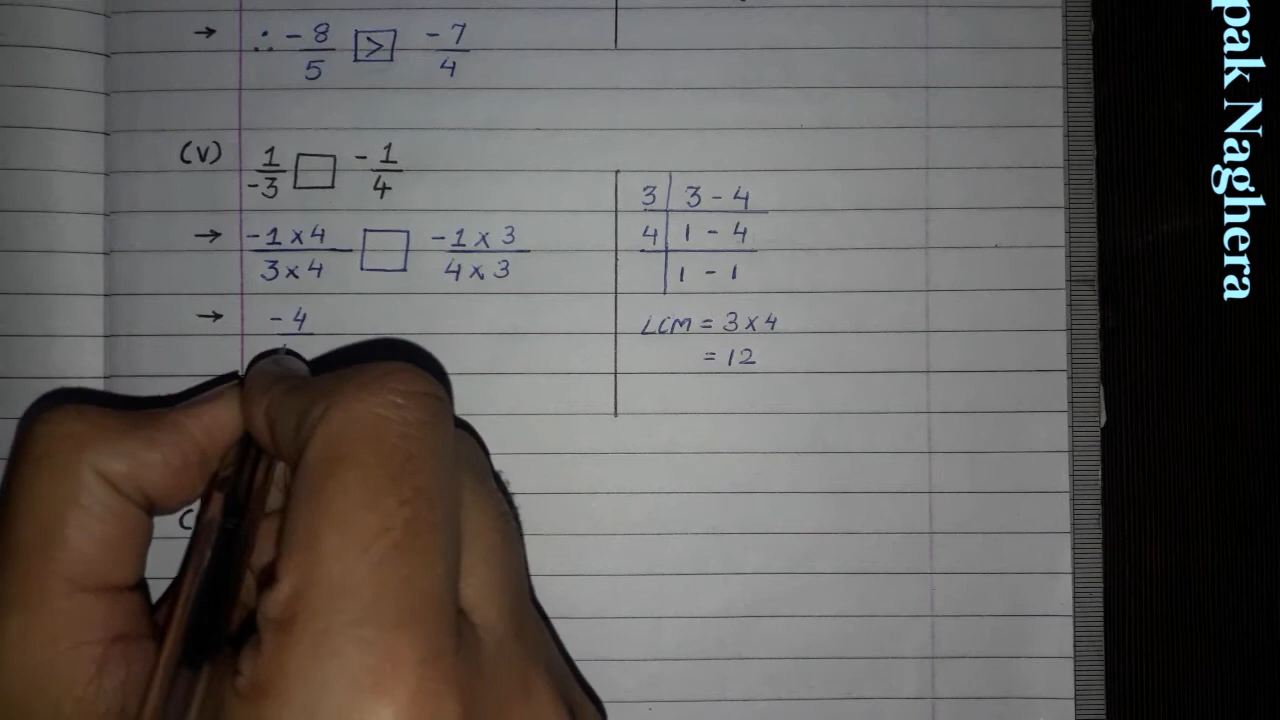 → ∴ -8/5 > -7/4
(V) 1/-3 □ -1/4
→ -1×4/3×4 □ -1×3/4×3
→ -4
3 | 3 - 4
4 | 1 - 4
1 - 1
LCM = 3×4
= 12
pak Naghera